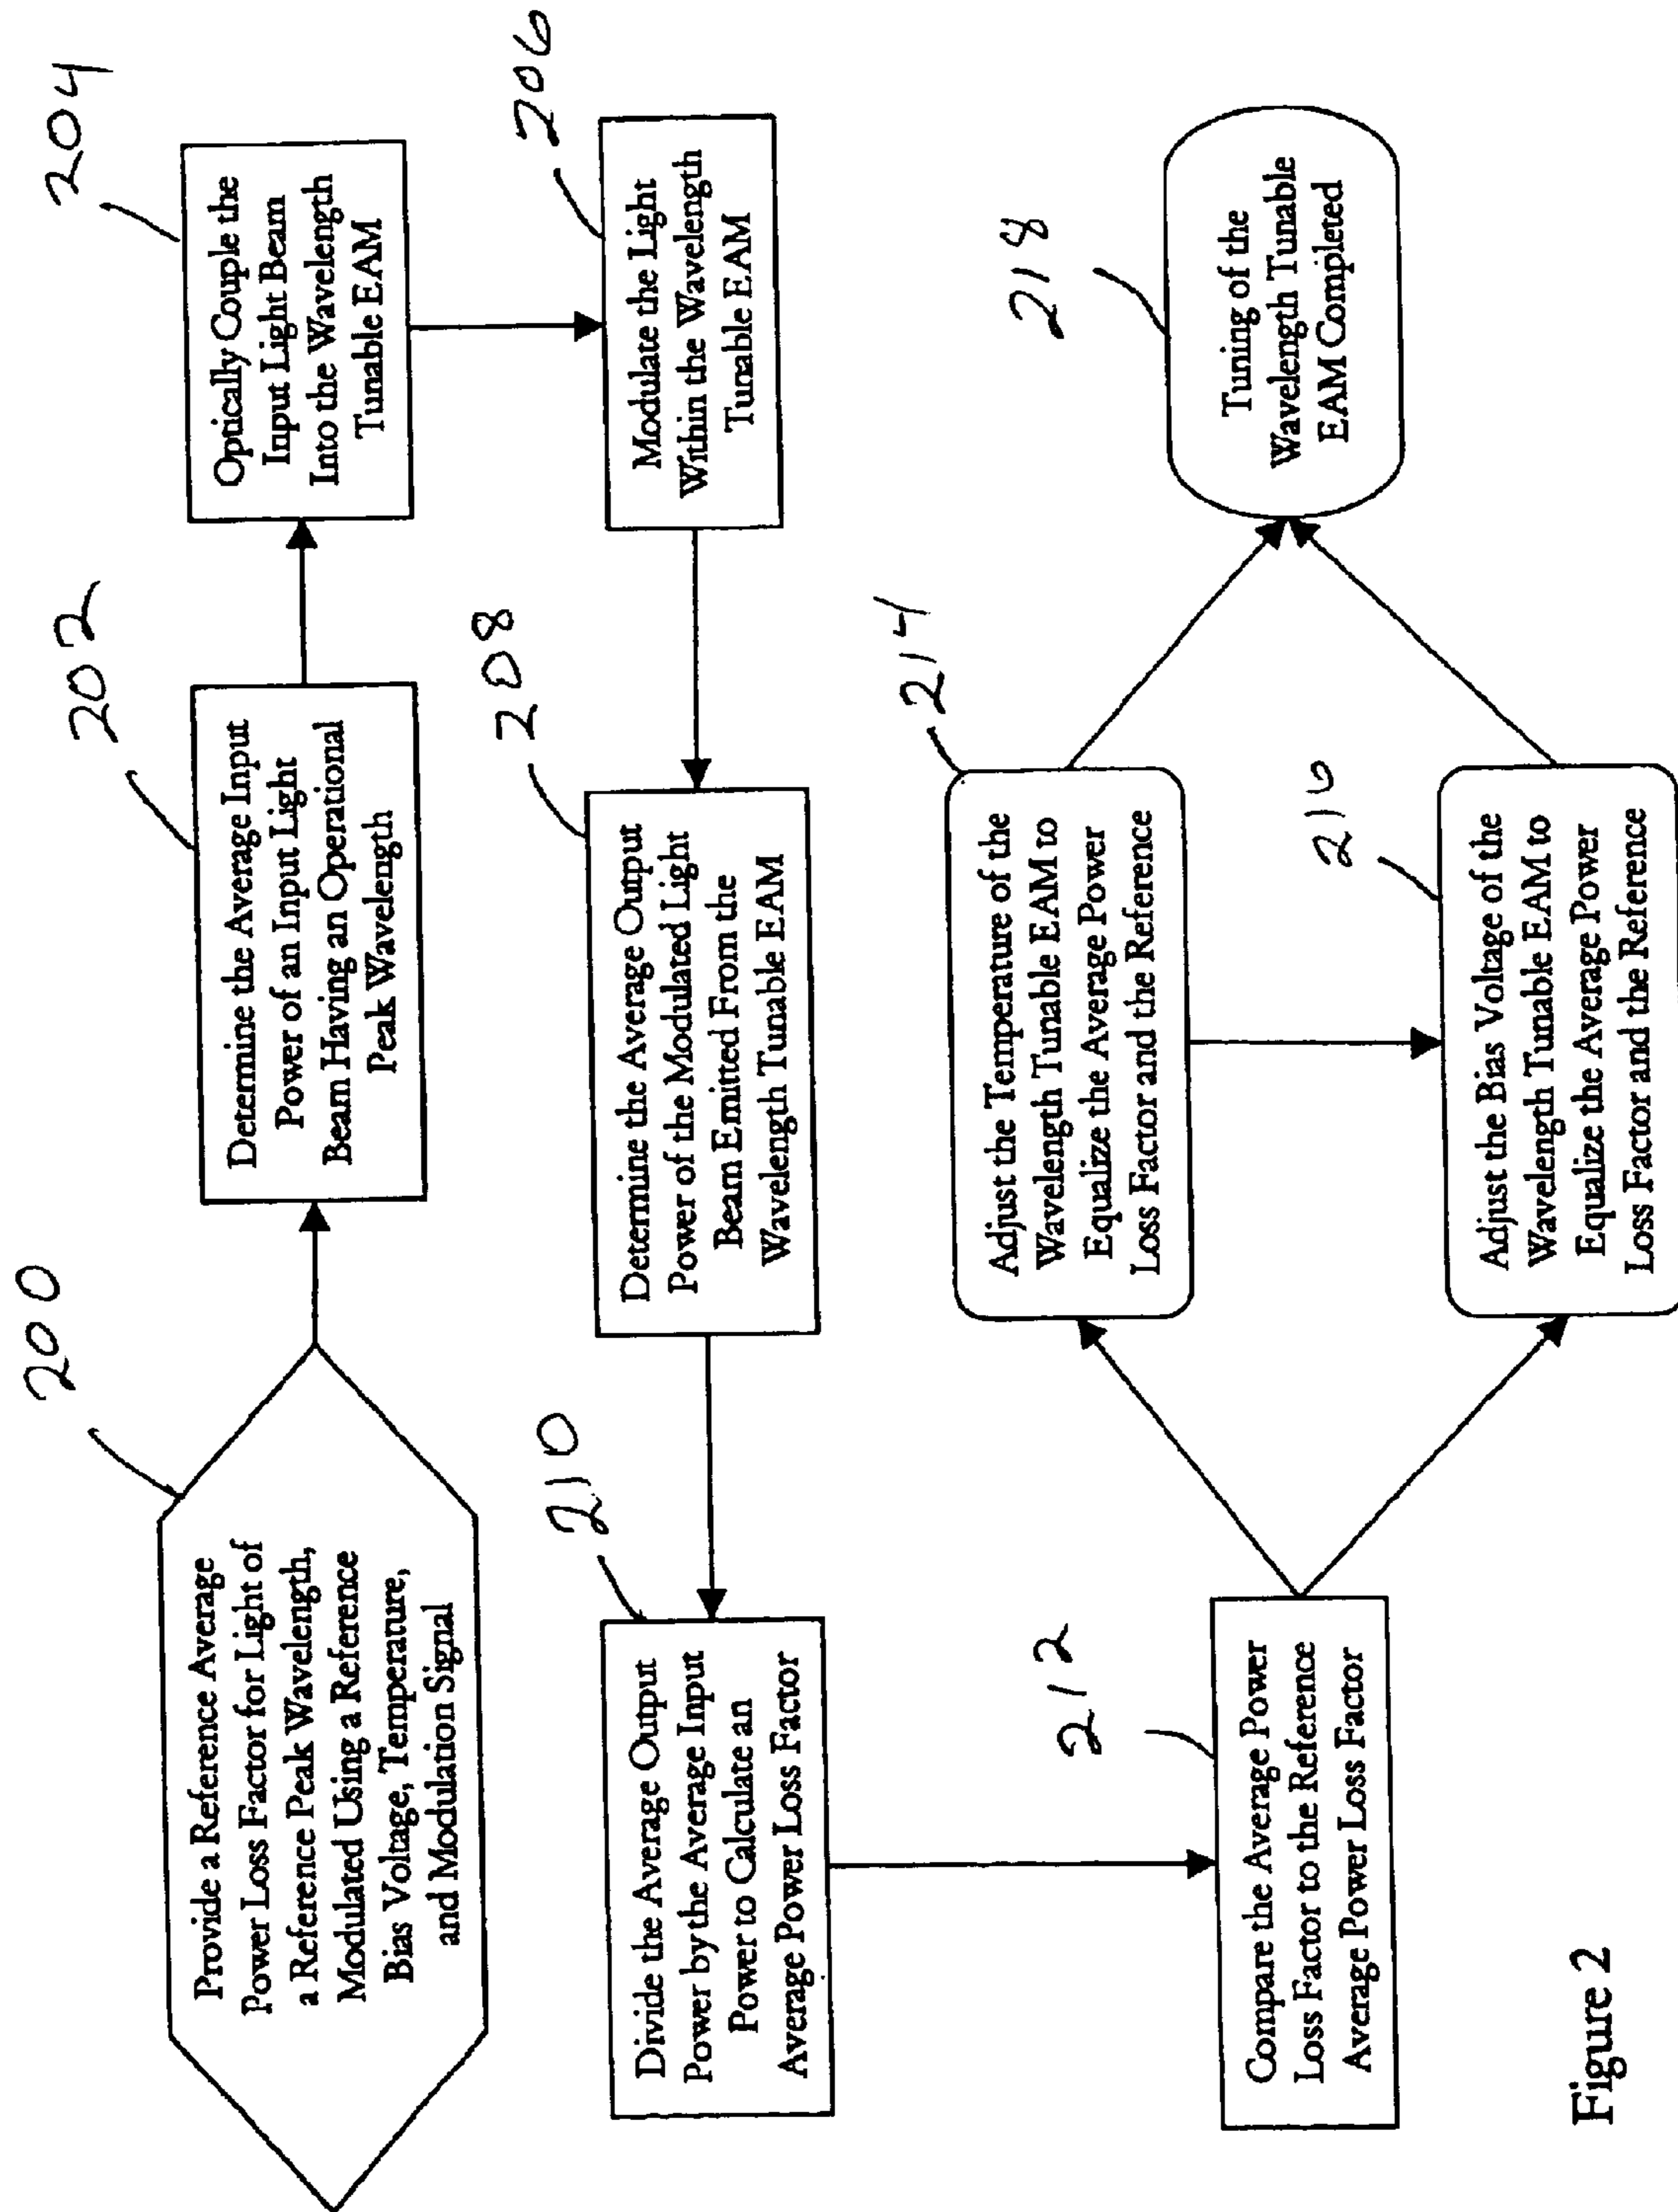 200
Provide a Reference Average
Power Loss Factor for Light of
a Reference Peak Wavelength,
Modulated Using a Reference
Bias Voltage, Temperature,
and Modulation Signal
202
Determine the Average Input
Power of an Input Light
Beam Having an Operational
Peak Wavelength
204
Optically Couple the
Input Light Beam
Into the Wavelength
Tunable EAM
206
Modulate the Light
Within the Wavelength
Tunable EAM
208
Determine the Average Output
Power of the Modulated Light
Beam Emitted From the
Wavelength Tunable EAM
210
Divide the Average Output
Power by the Average Input
Power to Calculate an
Average Power Loss Factor
212
Compare the Average Power
Loss Factor to the Reference
Average Power Loss Factor
214
Adjust the Temperature of the
Wavelength Tunable EAM to
Equalize the Average Power
Loss Factor and the Reference
216
Adjust the Bias Voltage of the
Wavelength Tunable EAM to
Equalize the Average Power
Loss Factor and the Reference
218
Tuning of the
Wavelength Tunable
EAM Completed
Figure 2